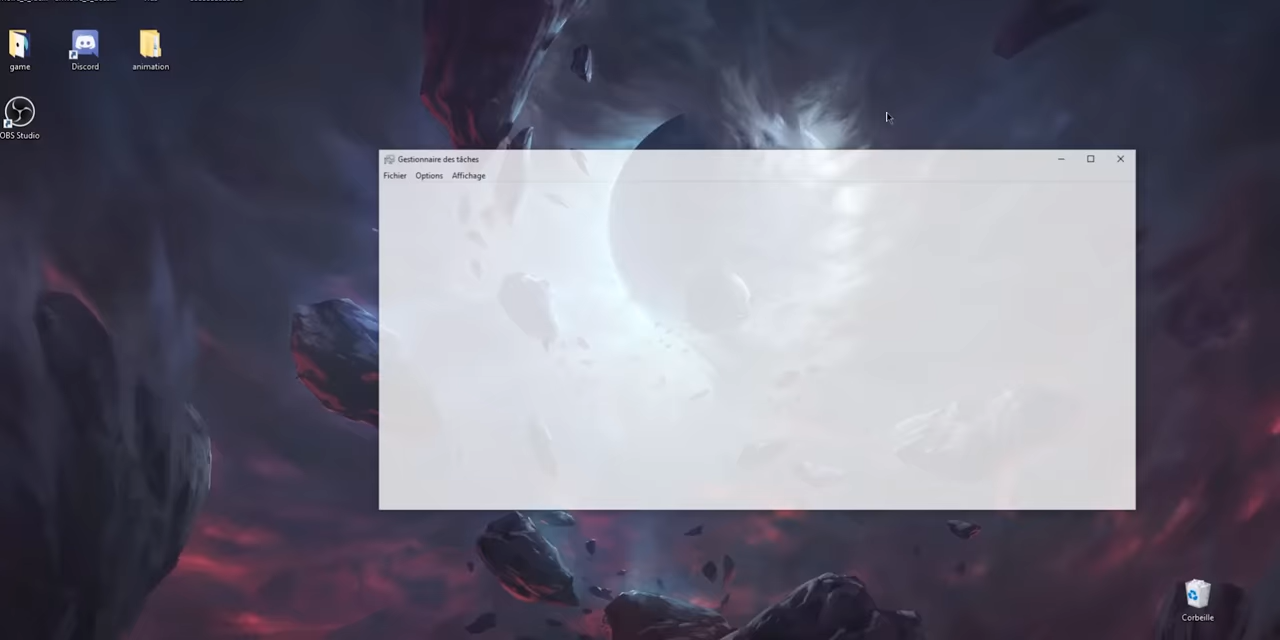 game
Discord
animation
OBS Studio
Gestionnaire des tâches
Fichier Options Affichage
Corbeille